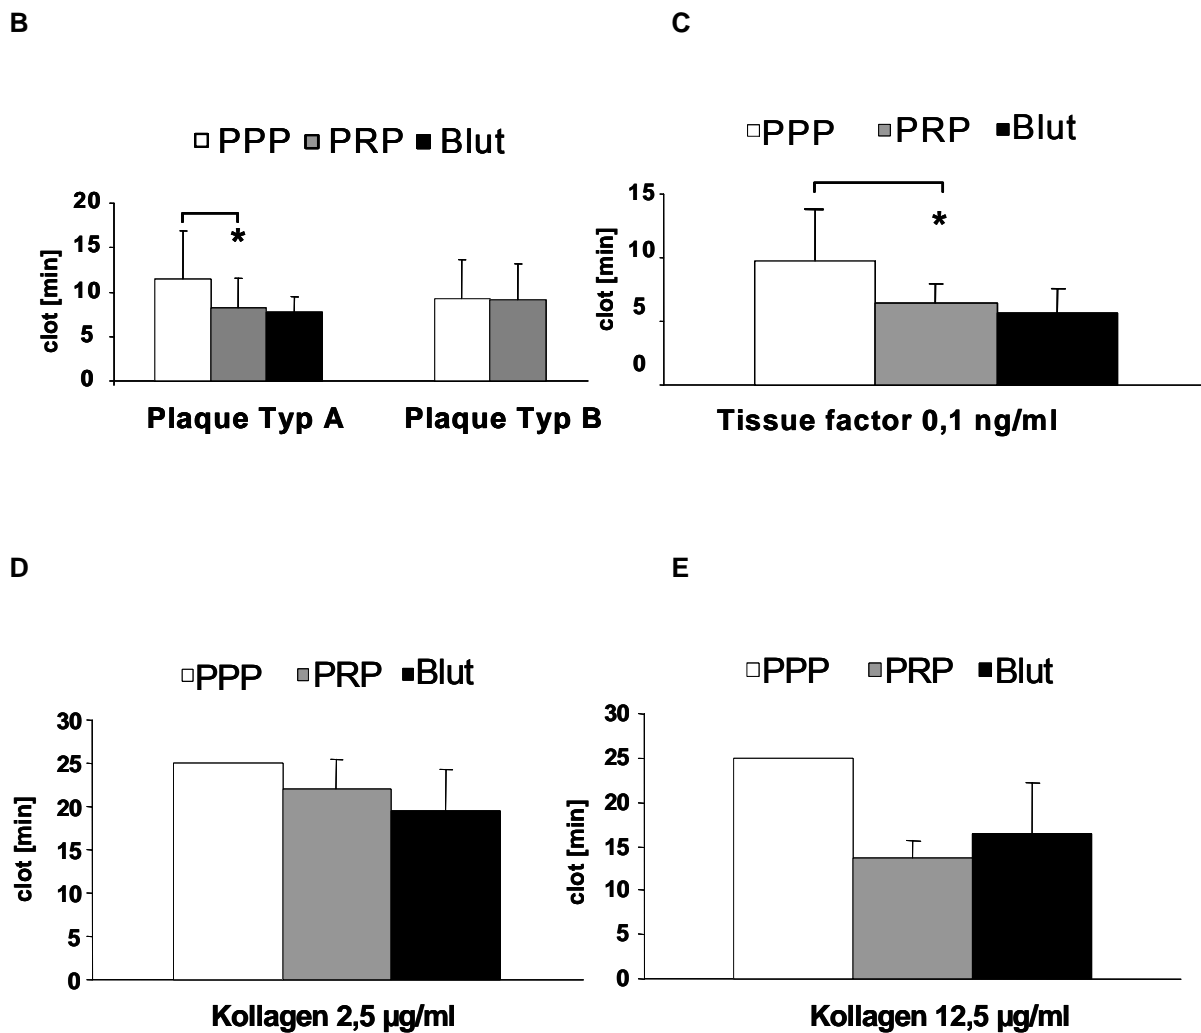 B
C
PPP PRP Blut
PPP PRP Blut
20
15
10
5
0
clot [min]
*
Plaque Typ A
Plaque Typ B
15
10
5
0
clot [min]
*
Tissue factor 0,1 ng/ml
D
E
PPP PRP Blut
PPP PRP Blut
30
25
20
15
10
5
0
clot [min]
Kollagen 2,5 µg/ml
30
25
20
15
10
5
0
clot [min]
Kollagen 12,5 µg/ml